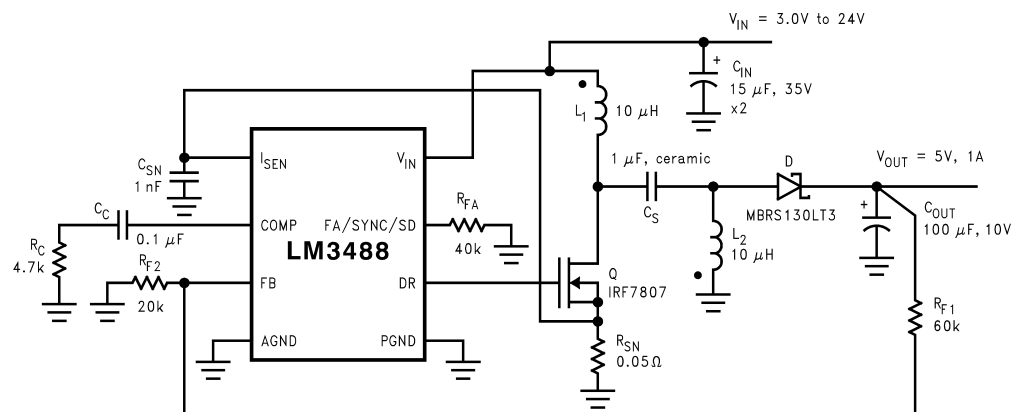 V_IN = 3.0V to 24V
+
C_IN
15 µF, 35V
x2
L_1
10 µH
I_SEN
V_IN
C_SN
1 nF
1 µF, ceramic
C_S
D
MBRS130LT3
V_OUT = 5V, 1A
+
C_OUT
100 µF, 10V
C_C
0.1 µF
COMP
FA/SYNC/SD
R_FA
40k
LM3488
L_2
10 µH
R_C
4.7k
R_F2
20k
FB
DR
Q
IRF7807
R_F1
60k
AGND
PGND
R_SN
0.05Ω